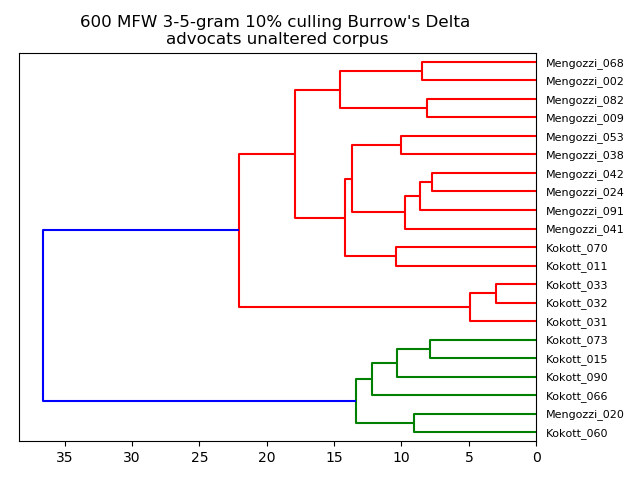 600 MFW 3-5-gram 10% culling Burrow's Delta
advocats unaltered corpus
Mengozzi_068
Mengozzi_002
Mengozzi_082
Mengozzi_009
Mengozzi_053
Mengozzi_038
Mengozzi_042
Mengozzi_024
Mengozzi_091
Mengozzi_041
Kokott_070
Kokott_011
Kokott_033
Kokott_032
Kokott_031
Kokott_073
Kokott_015
Kokott_090
Kokott_066
Mengozzi_020
Kokott_060
35 30 25 20 15 10 5 0